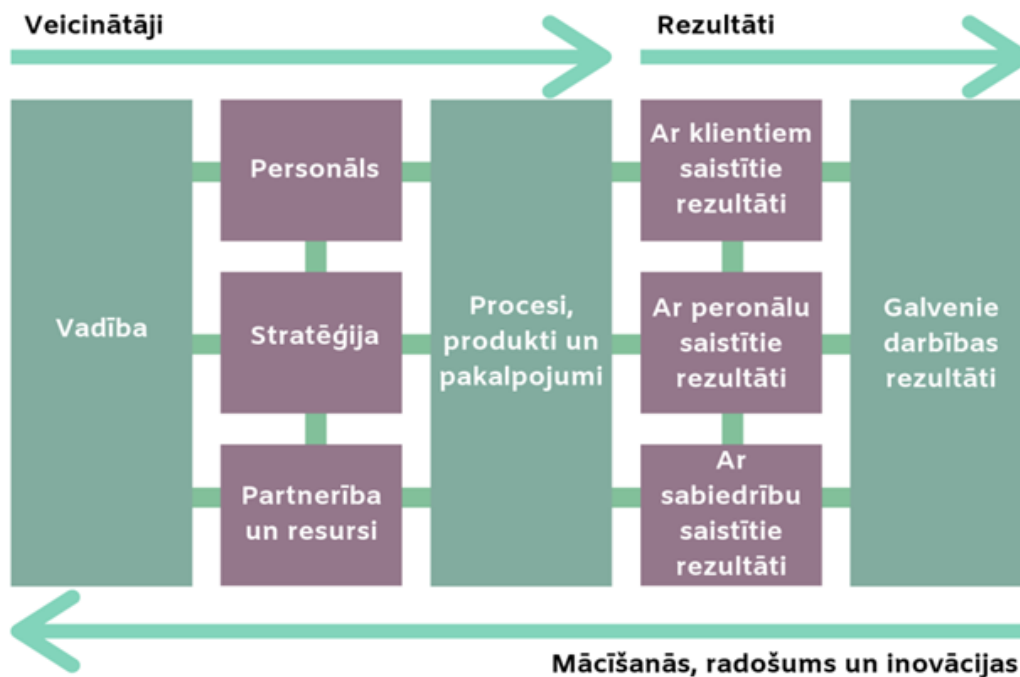 Veicinātāji
Rezultāti
Vadība
Personāls
Stratēģija
Partnerība
un resursi
Procesi,
produkti un
pakalpojumi
Ar klientiem
saistītie
rezultāti
Ar peronālu
saistītie
rezultāti
Ar
sabiedrību
saistītie
rezultāti
Galvenie
darbības
rezultāti
Mācīšanās, radošums un inovācijas